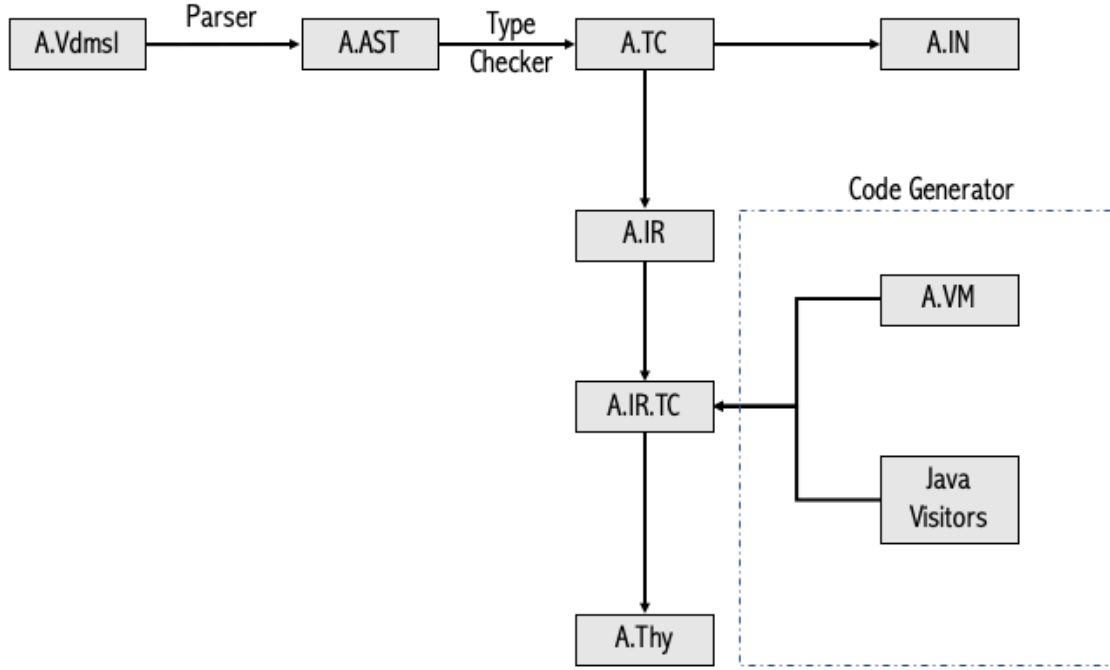 Parser
Type
Checker
A.Vdmsl
A.AST
A.TC
A.IN
Code Generator
A.IR
A.VM
A.IR.TC
Java
Visitors
A.Thy